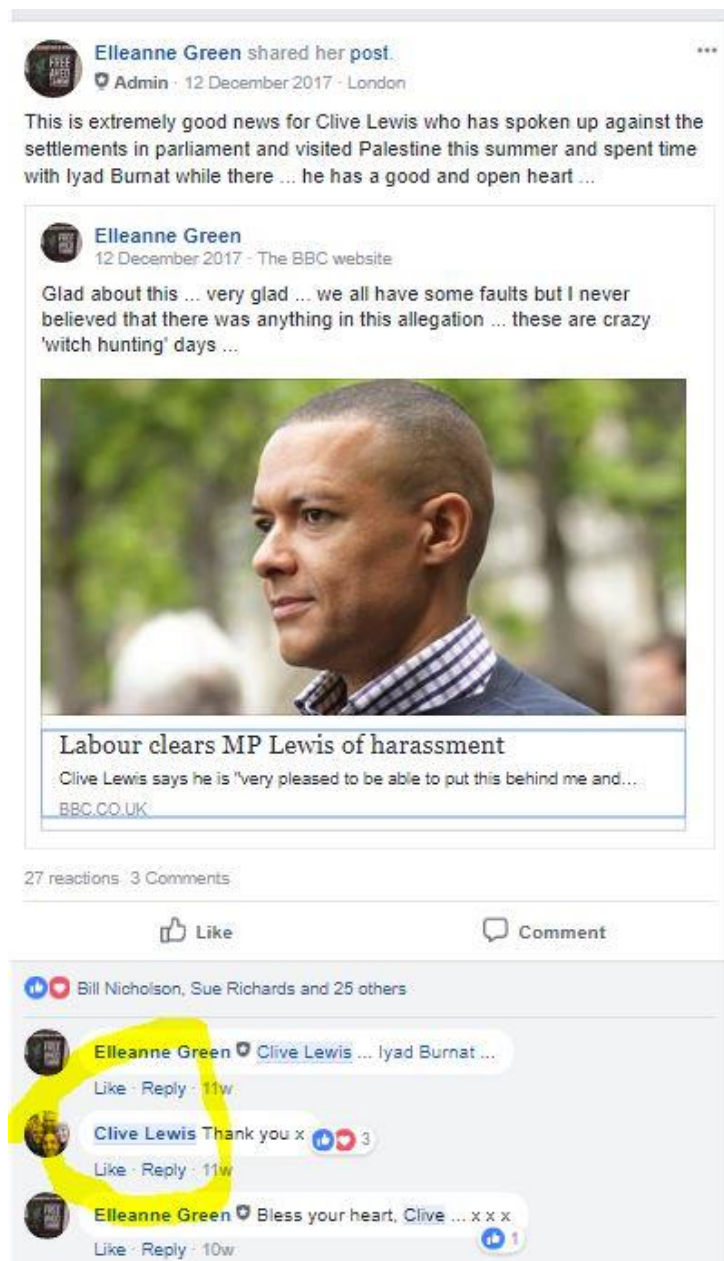 Elleanne Green shared her post.
Admin · 12 December 2017 · London
This is extremely good news for Clive Lewis who has spoken up against the
settlements in parliament and visited Palestine this summer and spent time
with Iyad Burnat while there ... he has a good and open heart ...
Elleanne Green
12 December 2017 · The BBC website
Glad about this ... very glad ... we all have some faults but I never
believed that there was anything in this allegation ... these are crazy
'witch hunting' days ...
Labour clears MP Lewis of harassment
Clive Lewis says he is "very pleased to be able to put this behind me and...
BBC.CO.UK
27 reactions 3 Comments
Like Comment
Bill Nicholson, Sue Richards and 25 others
Elleanne Green Clive Lewis ... Iyad Burnat ...
Like · Reply · 11w
Clive Lewis Thank you x 3
Like · Reply · 11w
Elleanne Green Bless your heart, Clive ... x x x
1
Like · Reply · 10w